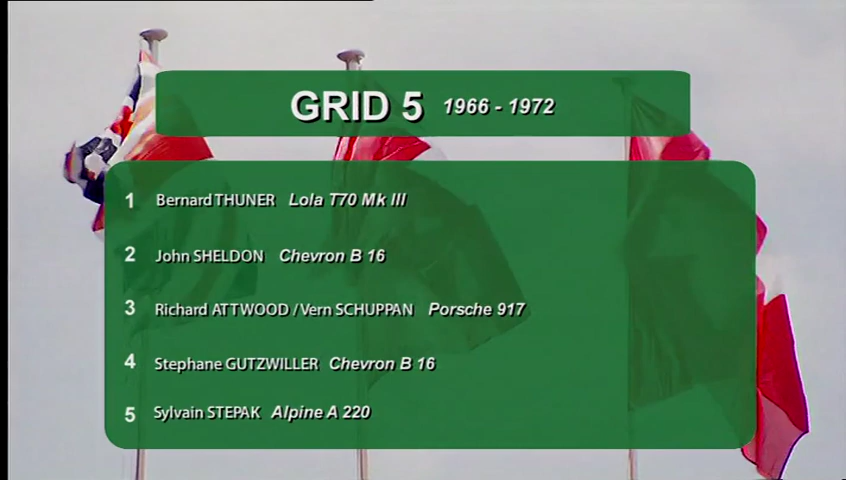 GRID 5 1966 - 1972
1 Bernard THUNER Lola T70 Mk III
2 John SHELDON Chevron B 16
3 Richard ATTWOOD / Vern SCHUPPAN Porsche 917
4 Stephane GUTZWILLER Chevron B 16
5 Sylvain STEPAK Alpine A 220